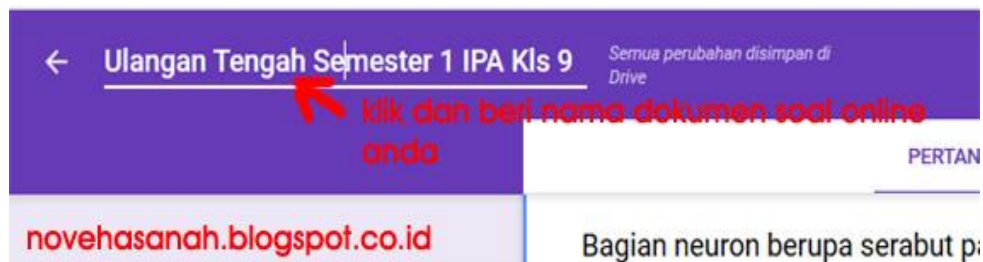 Ulangan Tengah Semester 1 IPA Kls 9
Semua perubahan disimpan di
Drive
klik dan beri nama dokumen soal online
anda
PERTAN
novehasanah.blogspot.co.id
Bagian neuron berupa serabut pa